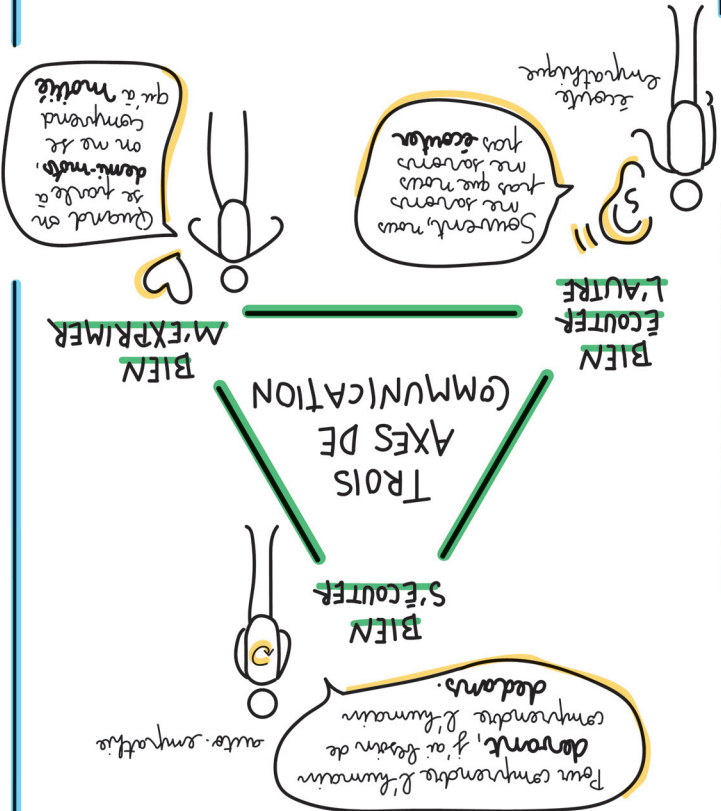 Pour comprendre l'humain
devant, j'ai besoin de
comprendre l'humain
dedans.
auto-empathie
BIEN
S'ÉCOUTER
TROIS
AXES DE
COMMUNICATION
BIEN
ÉCOUTER
L'AUTRE
BIEN
M'EXPRIMER
Souvent, nous
ne savons
pas que nous
ne savons
pas écouter
écoute
empathique
Quand on
se parle à
demi-mots,
on ne se
comprend
qu'à moitié